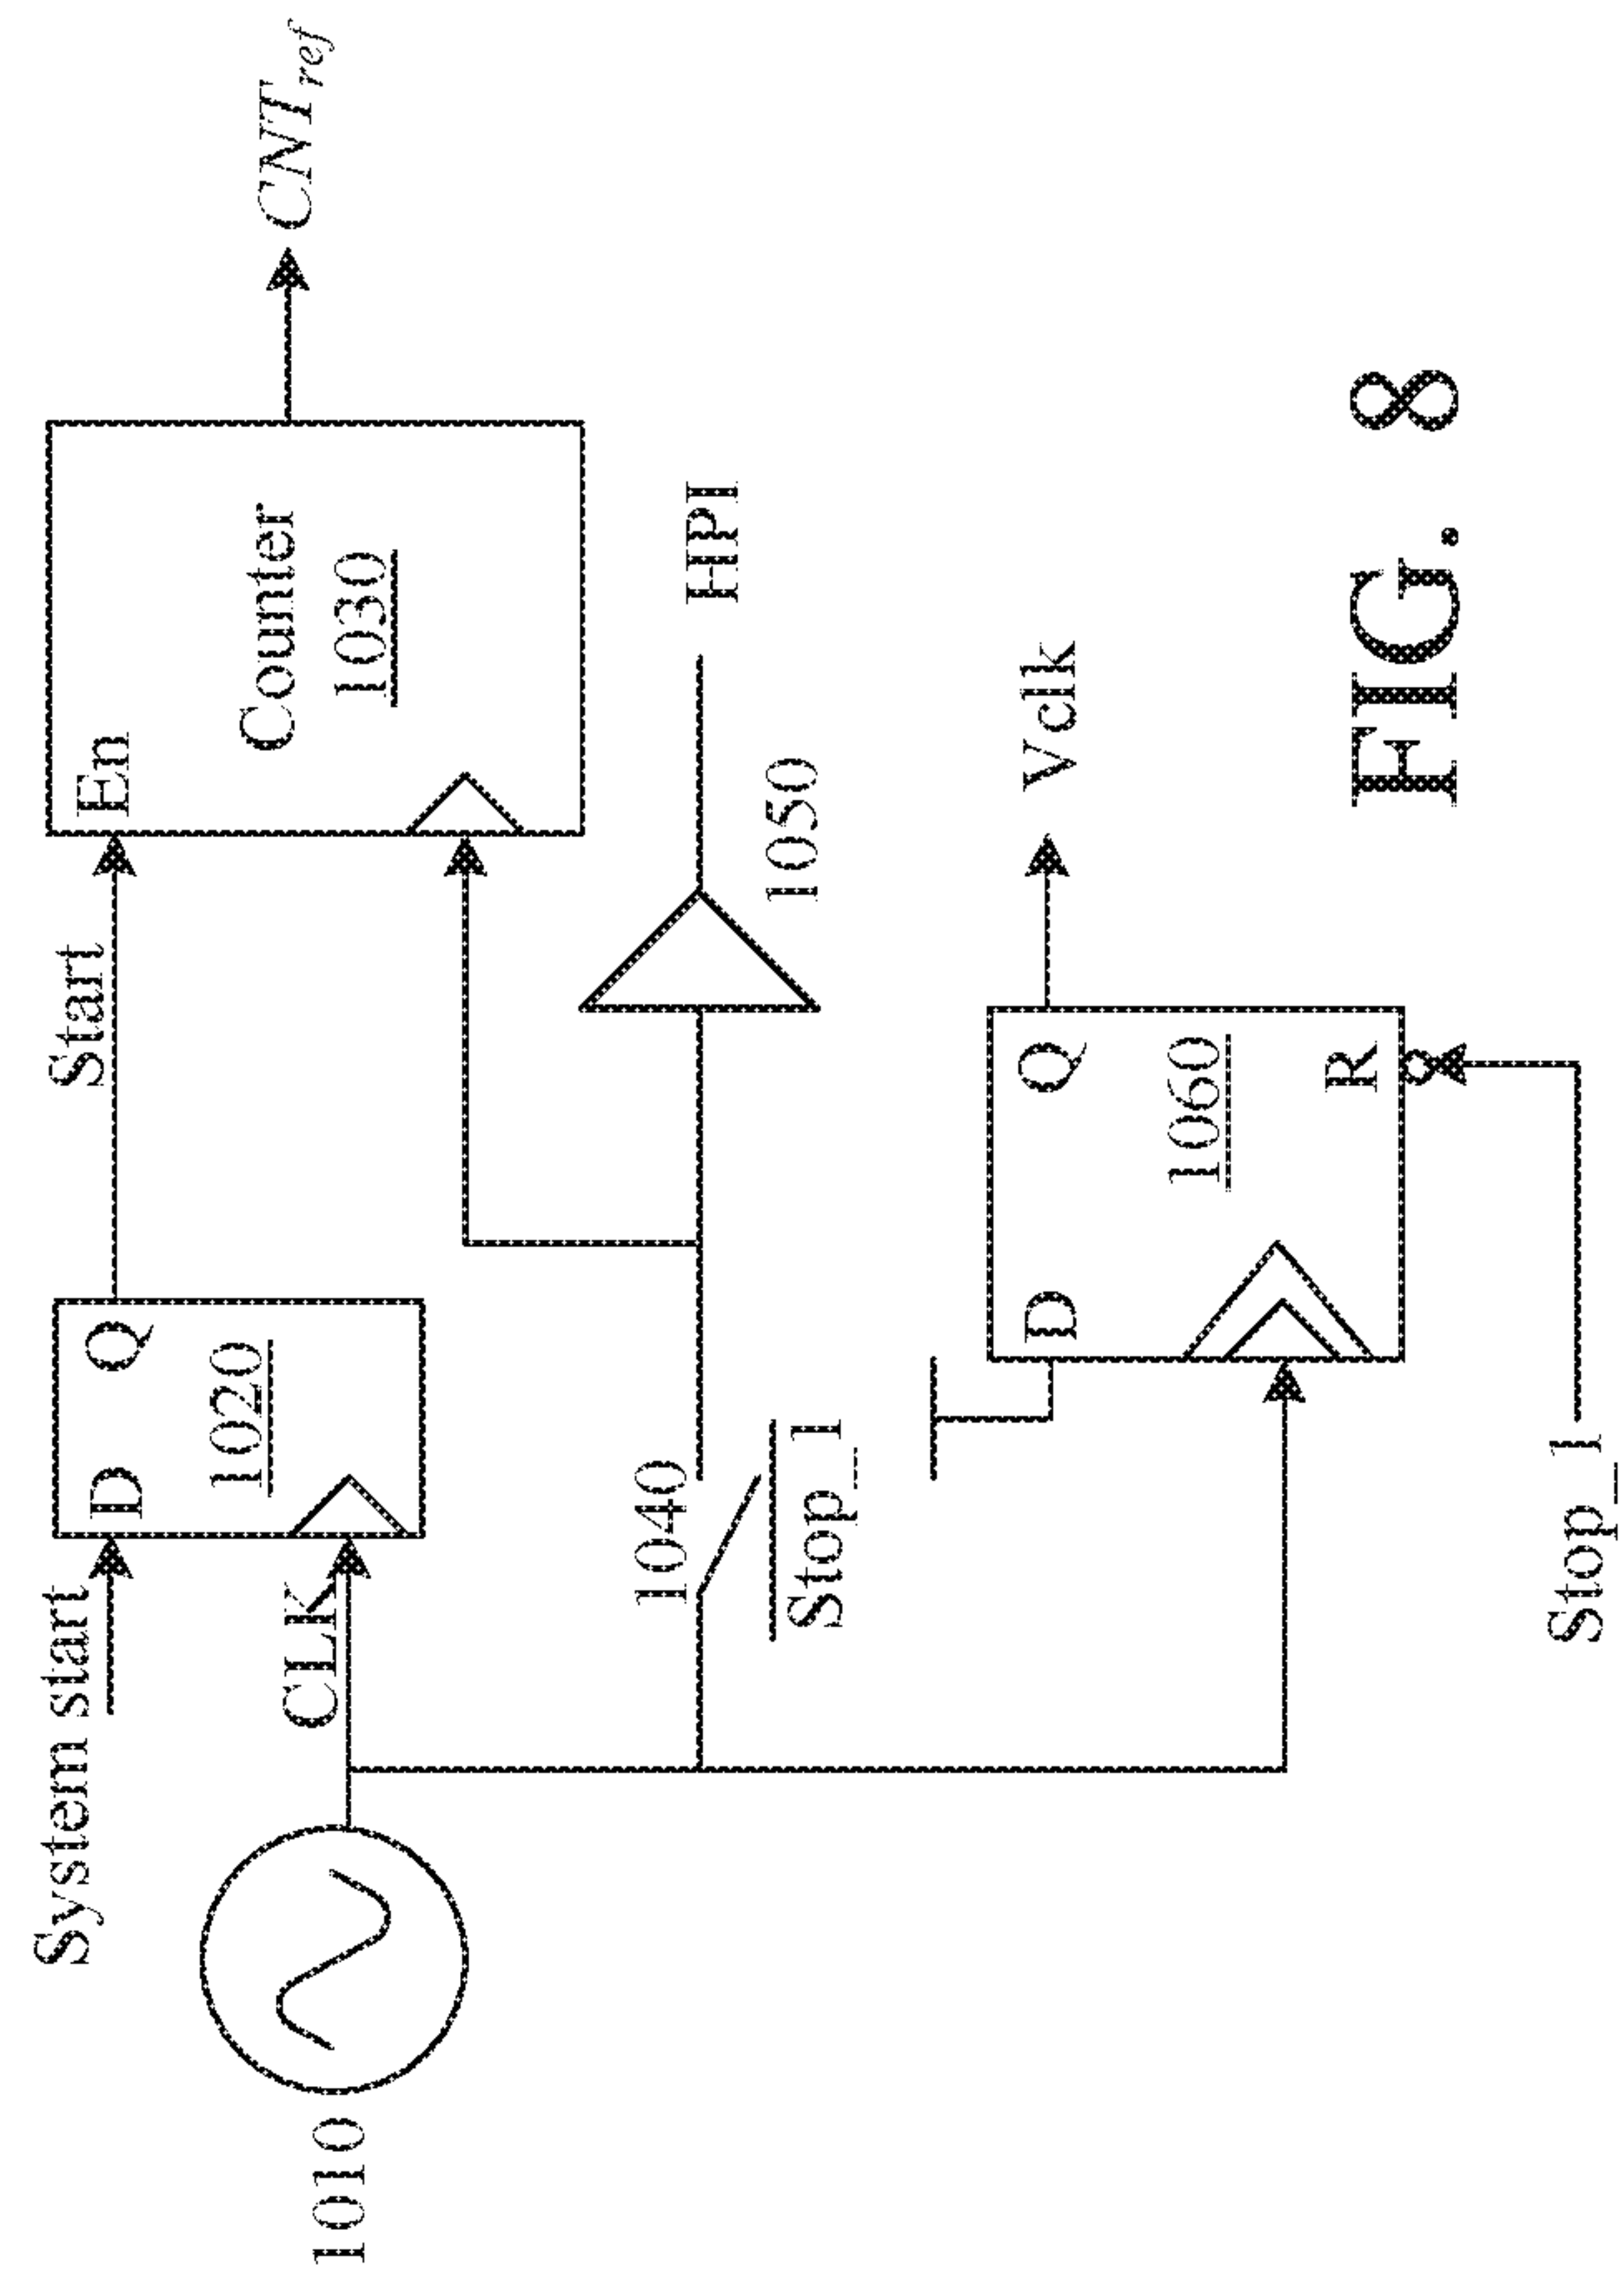 System start
D
Q
1020
CLK
Start
En
Counter
1030
CNTref
1010
1040
Stop_1
1050
HPI
D
Q
1060
R
Vclk
Stop_1
FIG. 8